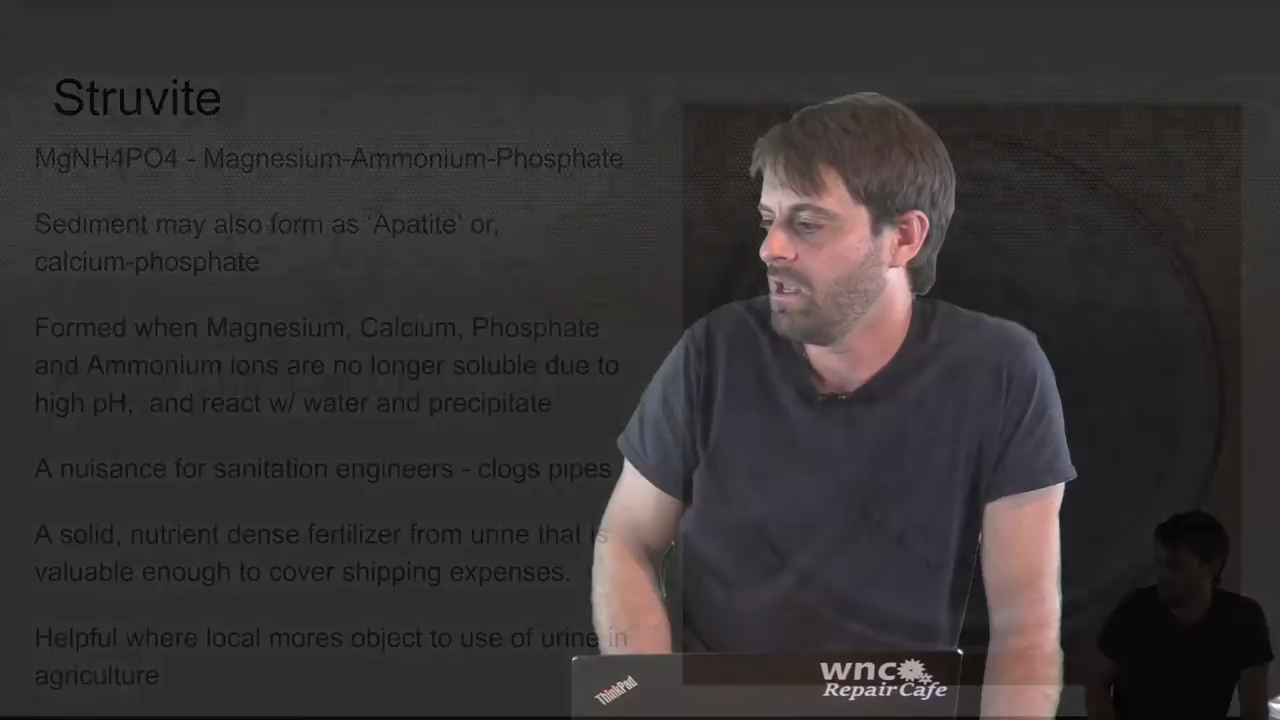 Struvite
MgNH4PO4 - Magnesium-Ammonium-Phosphate
Sediment may also form as ‘Apatite’ or,
calcium-phosphate
Formed when Magnesium, Calcium, Phosphate
and Ammonium Ions are no longer soluble due to
high pH,  and react w/ water and precipitate
A nuisance for sanitation engineers - clogs pipes
A solid, nutrient dense fertilizer from urine that is
valuable enough to cover shipping expenses.
Helpful where local mores object to use of urine in
agriculture
ThinkPad
wnc
Repair Cafe